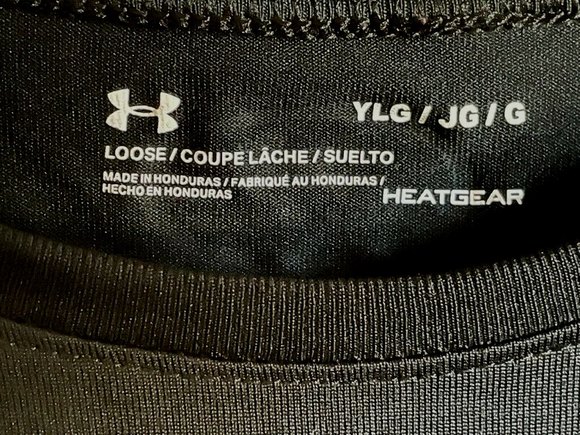 YLG / JG / G
LOOSE / COUPE LÂCHE / SUELTO
MADE IN HONDURAS / FABRIQUÉ AU HONDURAS /
HECHO EN HONDURAS
HEATGEAR